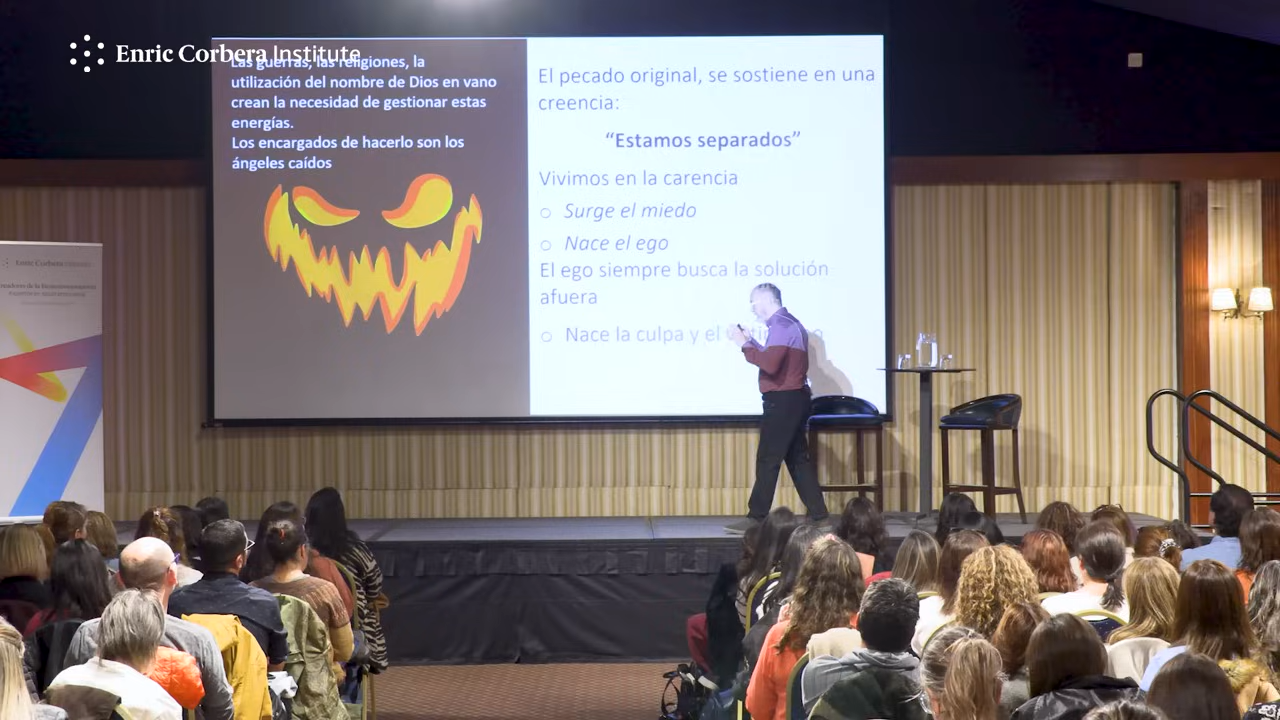 Enric Corbera Institute
Las guerras, las religiones, la
utilización del nombre de Dios en vano
crean la necesidad de gestionar estas
energías.
Los encargados de hacerlo son los
ángeles caídos
El pecado original, se sostiene en una
creencia:
“Estamos separados”
Vivimos en la carencia
Surge el miedo
Nace el ego
El ego siempre busca la solución
afuera
Nace la culpa y el
Enric Corbera